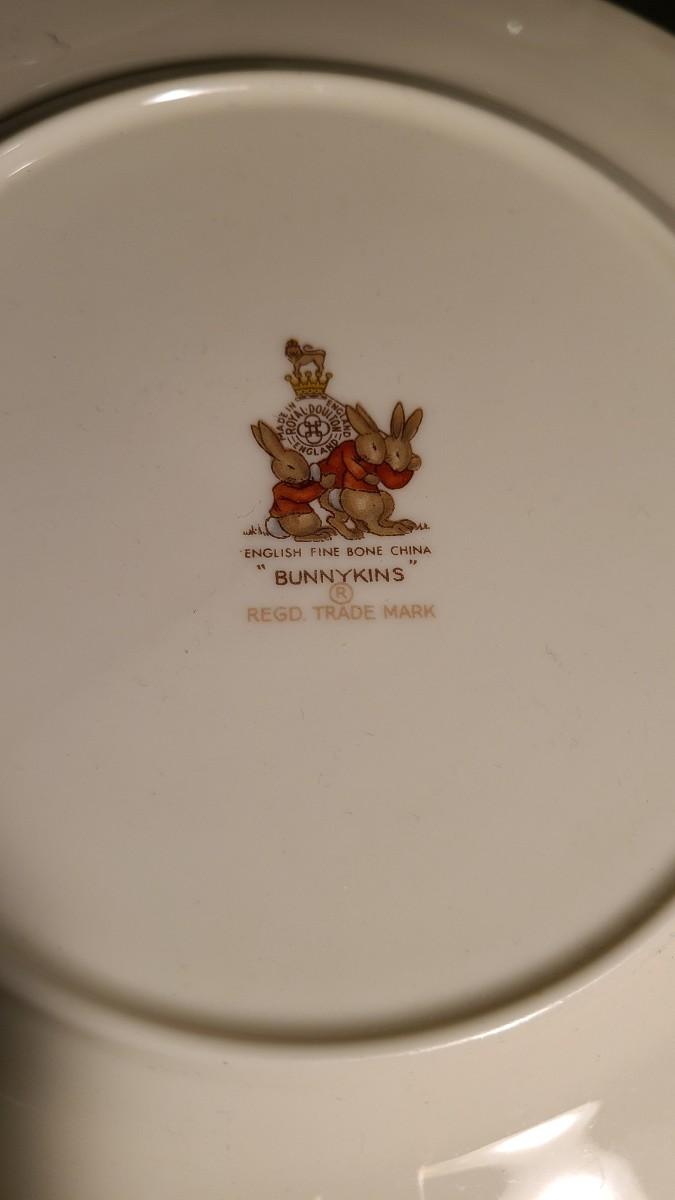 MADE IN ENGLAND
ROYAL DOULTON
ENGLAND
ENGLISH FINE BONE CHINA
"BUNNYKINS"
®
REGD. TRADE MARK